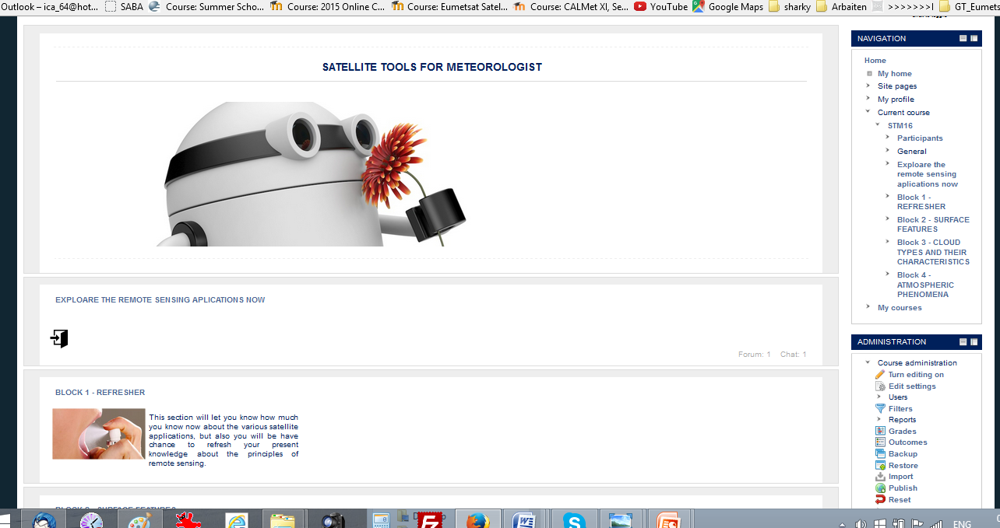 Outlook – ica_64@hot... SABA Course: Summer Scho... Course: 2015 Online C... Course: Eumetsat Satel... Course: CALMet XI, Se... YouTube Google Maps sharky Arbaiten >>>>>>>I GT_Eumets
SATELLITE TOOLS FOR METEOROLOGIST
EXPLOARE THE REMOTE SENSING APLICATIONS NOW
Forum: 1 Chat: 1
BLOCK 1 - REFRESHER
This section will let you know how much
you know now about the various satellite
applications, but also you will be have
chance to refresh your present
knowledge about the principles of
remote sensing.
NAVIGATION
Home
My home
Site pages
My profile
Current course
STM16
Participants
General
Exploare the
remote sensing
aplications now
Block 1 -
REFRESHER
Block 2 - SURFACE
FEATURES
Block 3 - CLOUD
TYPES AND THEIR
CHARACTERISTICS
Block 4 -
ATMOSPHERIC
PHENOMENA
My courses
ADMINISTRATION
Course administration
Turn editing on
Edit settings
Users
Filters
Reports
Grades
Outcomes
Backup
Restore
Import
Publish
Reset
ENG